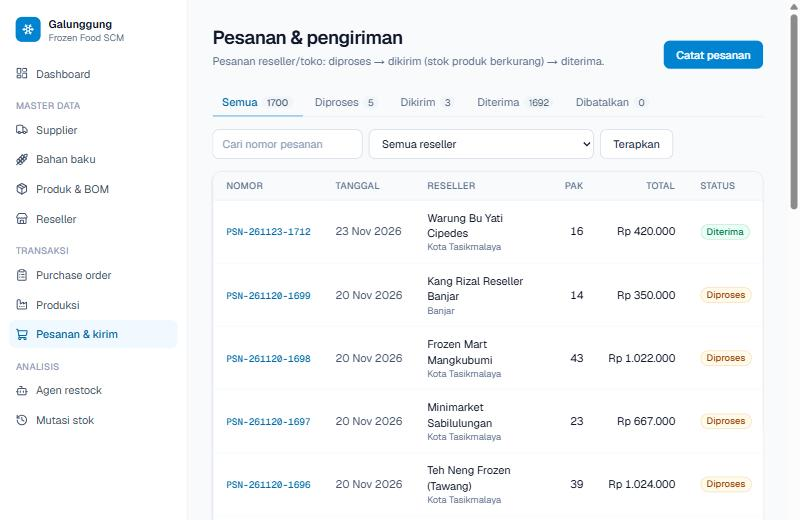 Galunggung
Frozen Food SCM
Dashboard
MASTER DATA
Supplier
Bahan baku
Produk & BOM
Reseller
TRANSAKSI
Purchase order
Produksi
Pesanan & kirim
ANALISIS
Agen restock
Mutasi stok
Pesanan & pengiriman
Pesanan reseller/toko: diproses → dikirim (stok produk berkurang) → diterima.
Catat pesanan
Semua 1700 Diproses 5 Dikirim 3 Diterima 1692 Dibatalkan 0
Cari nomor pesanan Semua reseller Terapkan
NOMOR TANGGAL RESELLER PAK TOTAL STATUS
PSN-261123-1712 23 Nov 2026 Warung Bu Yati 16 Rp 420.000 Diterima
Cipedes
Kota Tasikmalaya
PSN-261120-1699 20 Nov 2026 Kang Rizal Reseller 14 Rp 350.000 Diproses
Banjar
Banjar
PSN-261120-1698 20 Nov 2026 Frozen Mart 43 Rp 1.022.000 Diproses
Mangkubumi
Kota Tasikmalaya
PSN-261120-1697 20 Nov 2026 Minimarket 23 Rp 667.000 Diproses
Sabilulungan
Kota Tasikmalaya
PSN-261120-1696 20 Nov 2026 Teh Neng Frozen 39 Rp 1.024.000 Diproses
(Tawang)
Kota Tasikmalaya